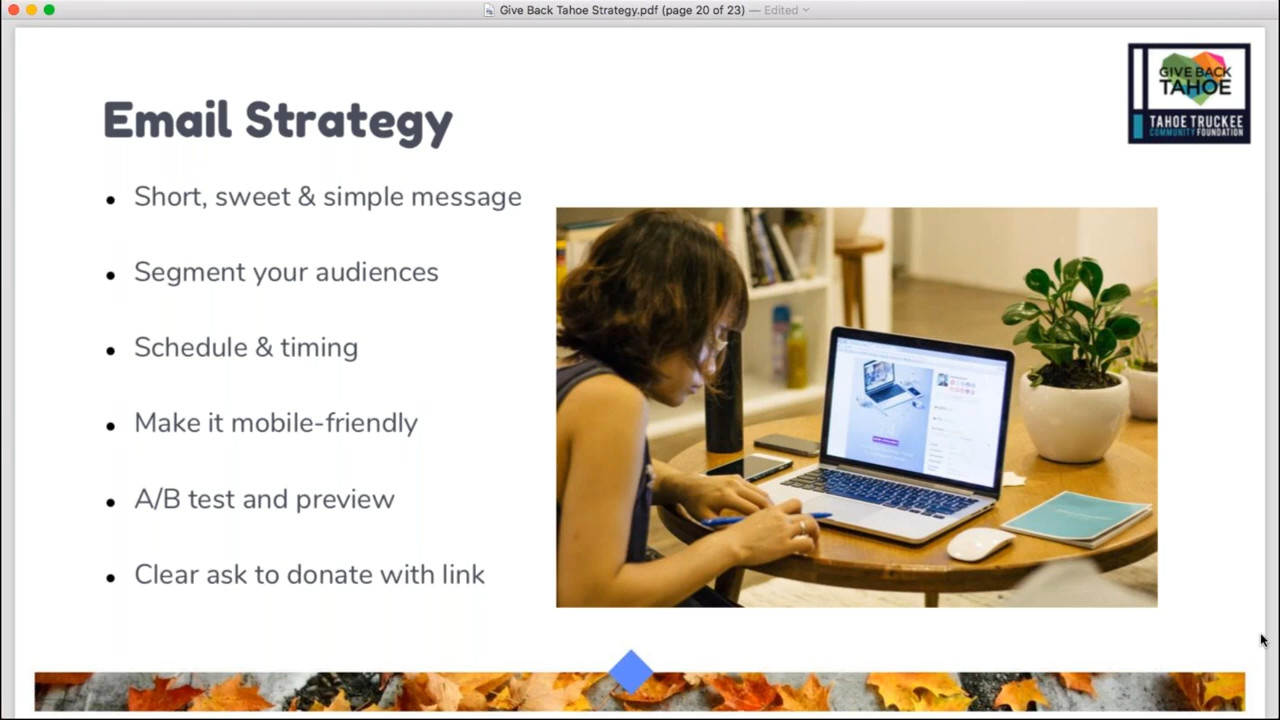 Give Back Tahoe Strategy.pdf (page 20 of 23) — Edited
GIVE BACK
TAHOE
TAHOE TRUCKEE
COMMUNITY FOUNDATION
Email Strategy
• Short, sweet & simple message
• Segment your audiences
• Schedule & timing
• Make it mobile-friendly
• A/B test and preview
• Clear ask to donate with link